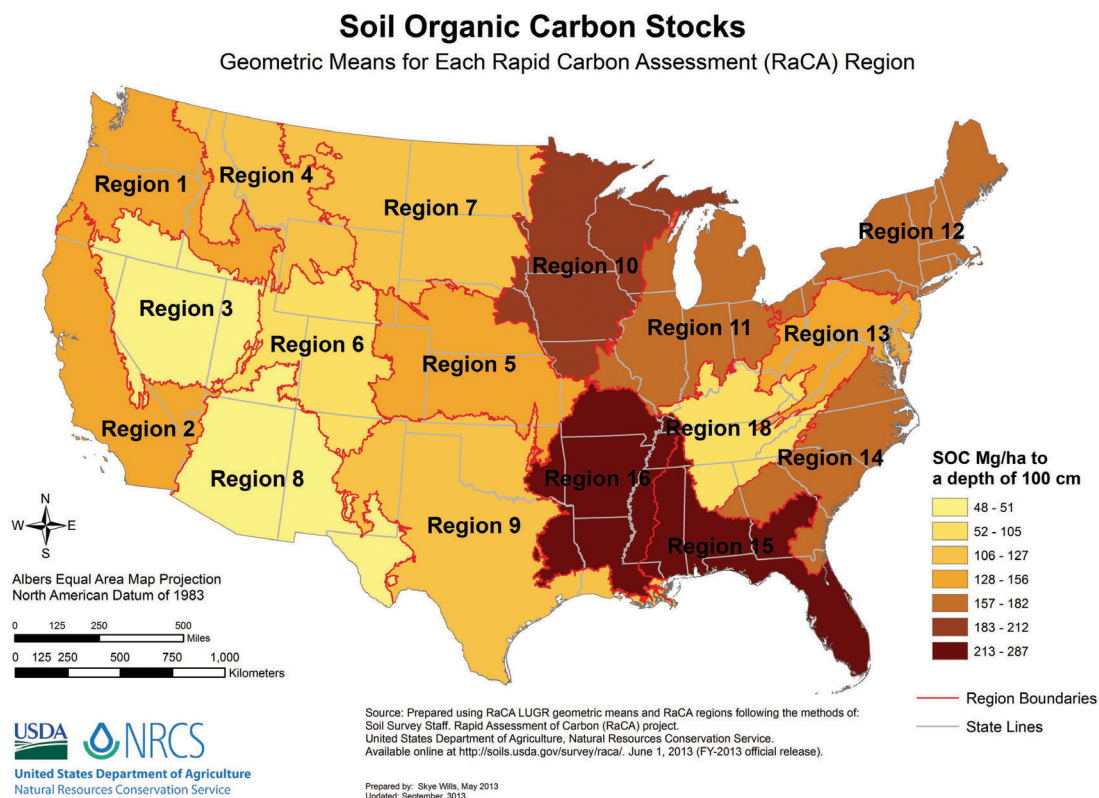 Soil Organic Carbon Stocks
Geometric Means for Each Rapid Carbon Assessment (RaCA) Region
Region 1
Region 4
Region 7
Region 12
Region 10
Region 3
Region 11
Region 13
Region 6
Region 5
Region 2
Region 18
Region 14
Region 8
Region 16
Region 9
Region 15
SOC Mg/ha to
a depth of 100 cm
48 - 51
52 - 105
106 - 127
128 - 156
157 - 182
183 - 212
213 - 287
Region Boundaries
State Lines
N
W E
S
Albers Equal Area Map Projection
North American Datum of 1983
0 125 250 500
Miles
0 125 250 500 750 1,000
Kilometers
USDA NRCS
United States Department of Agriculture
Natural Resources Conservation Service
Source: Prepared using RaCA LUGR geometric means and RaCA regions following the methods of:
Soil Survey Staff. Rapid Assessment of Carbon (RaCA) project.
United States Department of Agriculture, Natural Resources Conservation Service.
Available online at http://soils.usda.gov/survey/raca/. June 1, 2013 (FY-2013 official release).
Prepared by: Skye Wills, May 2013
Updated: September, 3013